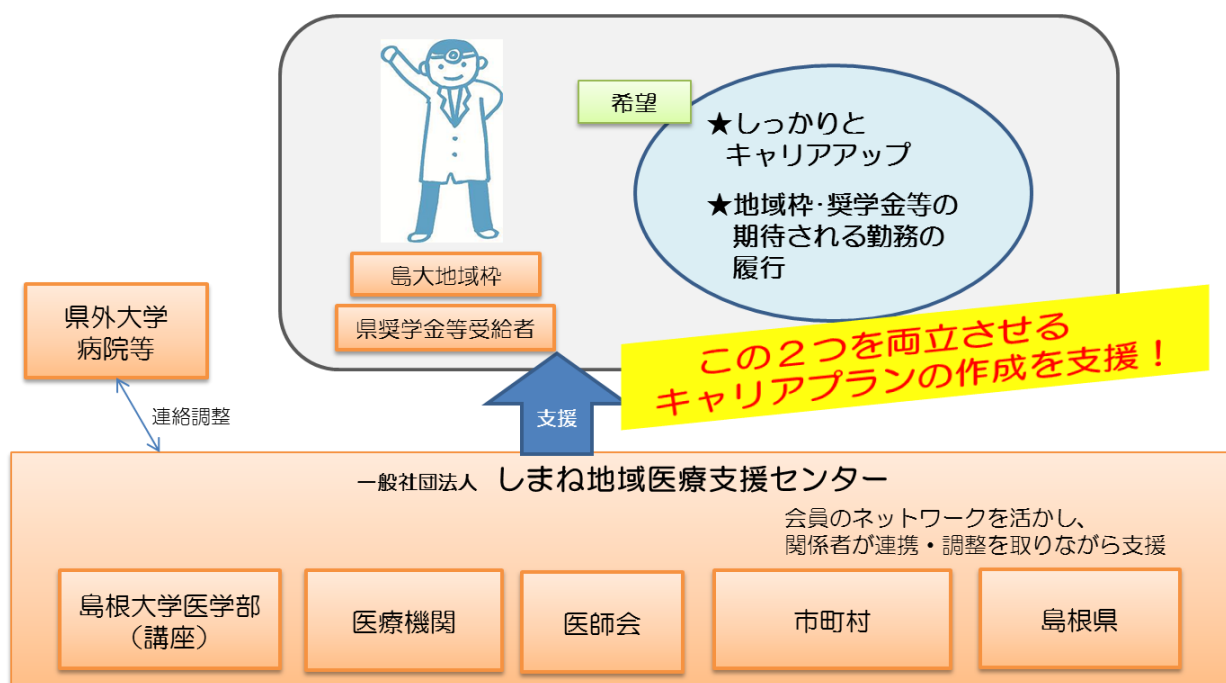 希望
★しっかりと
キャリアアップ
★地域枠・奨学金等の
期待される勤務の
履行
島大地域枠
県奨学金等受給者
この２つを両立させる
キャリアプランの作成を支援！
県外大学
病院等
連絡調整
支援
一般社団法人 しまね地域医療支援センター
会員のネットワークを活かし、
関係者が連携・調整を取りながら支援
島根大学医学部
（講座）
医療機関
医師会
市町村
島根県